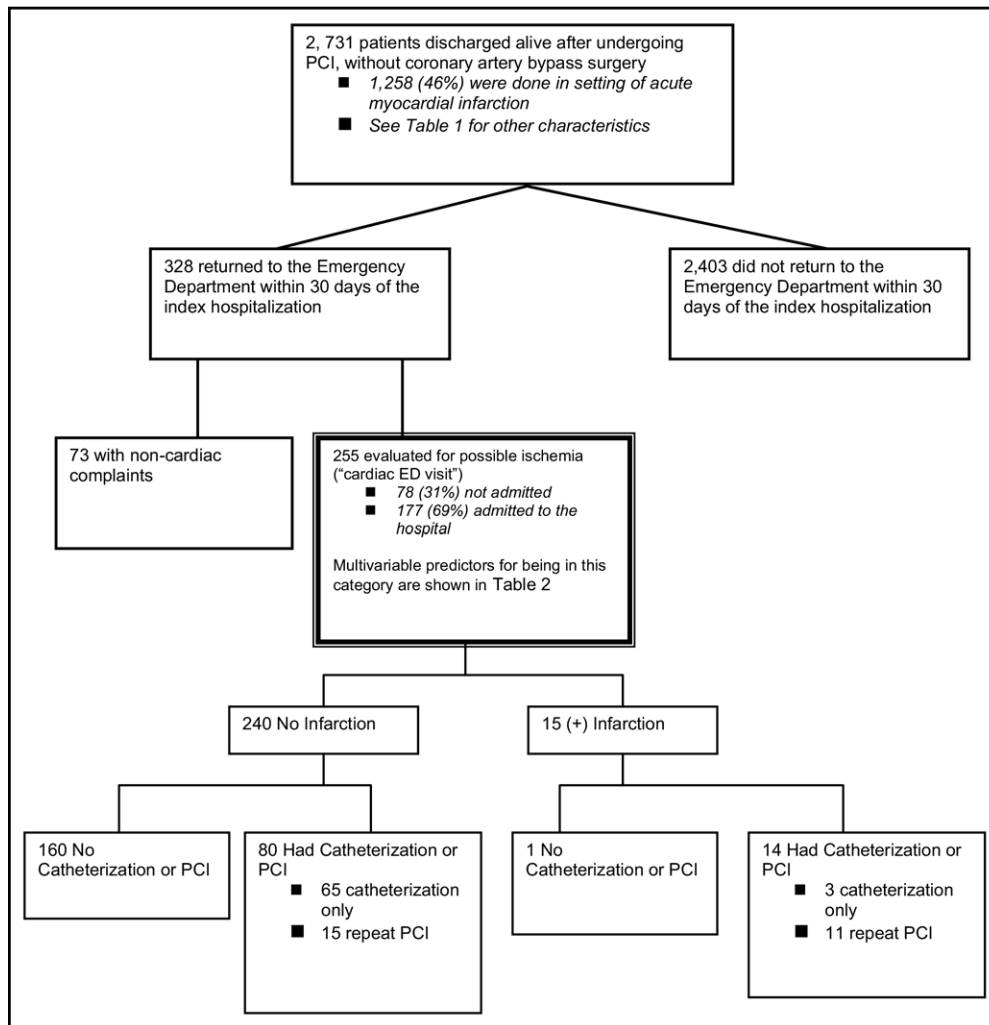 2, 731 patients discharged alive after undergoing
PCI, without coronary artery bypass surgery
■ 1,258 (46%) were done in setting of acute
myocardial infarction
■ See Table 1 for other characteristics
328 returned to the Emergency
Department within 30 days of the
index hospitalization
2,403 did not return to the
Emergency Department within 30
days of the index hospitalization
73 with non-cardiac
complaints
255 evaluated for possible ischemia
(“cardiac ED visit”)
■ 78 (31%) not admitted
■ 177 (69%) admitted to the
hospital
Multivariable predictors for being in this
category are shown in Table 2
240 No Infarction
15 (+) Infarction
160 No
Catheterization or PCI
80 Had Catheterization or
PCI
■ 65 catheterization
only
■ 15 repeat PCI
1 No
Catheterization or PCI
14 Had Catheterization or
PCI
■ 3 catheterization
only
■ 11 repeat PCI